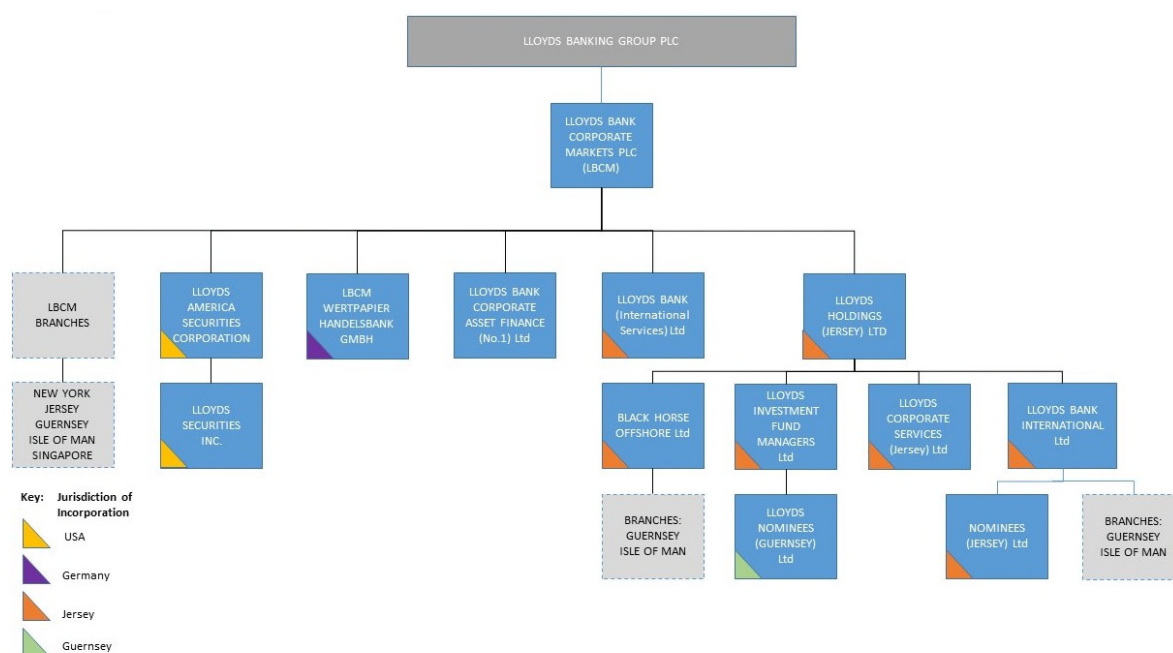 LLOYDS BANKING GROUP PLC
LLOYDS BANK
CORPORATE
MARKETS PLC
(LBCM)
LBCM
BRANCHES
LLOYDS
AMERICA
SECURITIES
CORPORATION
LBCM
WERTPAPIER
HANDELSBANK
GMBH
LLOYDS BANK
CORPORATE
ASSET FINANCE
(No.1) Ltd
LLOYDS BANK
(International
Services) Ltd
LLOYDS
HOLDINGS
(JERSEY) LTD
NEW YORK
JERSEY
GUERNSEY
ISLE OF MAN
SINGAPORE
LLOYDS
SECURITIES
INC.
BLACK HORSE
OFFSHORE Ltd
LLOYDS
INVESTMENT
FUND
MANAGERS
Ltd
LLOYDS
CORPORATE
SERVICES
(Jersey) Ltd
LLOYDS BANK
INTERNATIONAL
Ltd
BRANCHES:
GUERNSEY
ISLE OF MAN
LLOYDS
NOMINEES
(GUERNSEY)
Ltd
NOMINEES
(JERSEY) Ltd
BRANCHES:
GUERNSEY
ISLE OF MAN
Key: Jurisdiction of
Incorporation
USA
Germany
Jersey
Guernsey